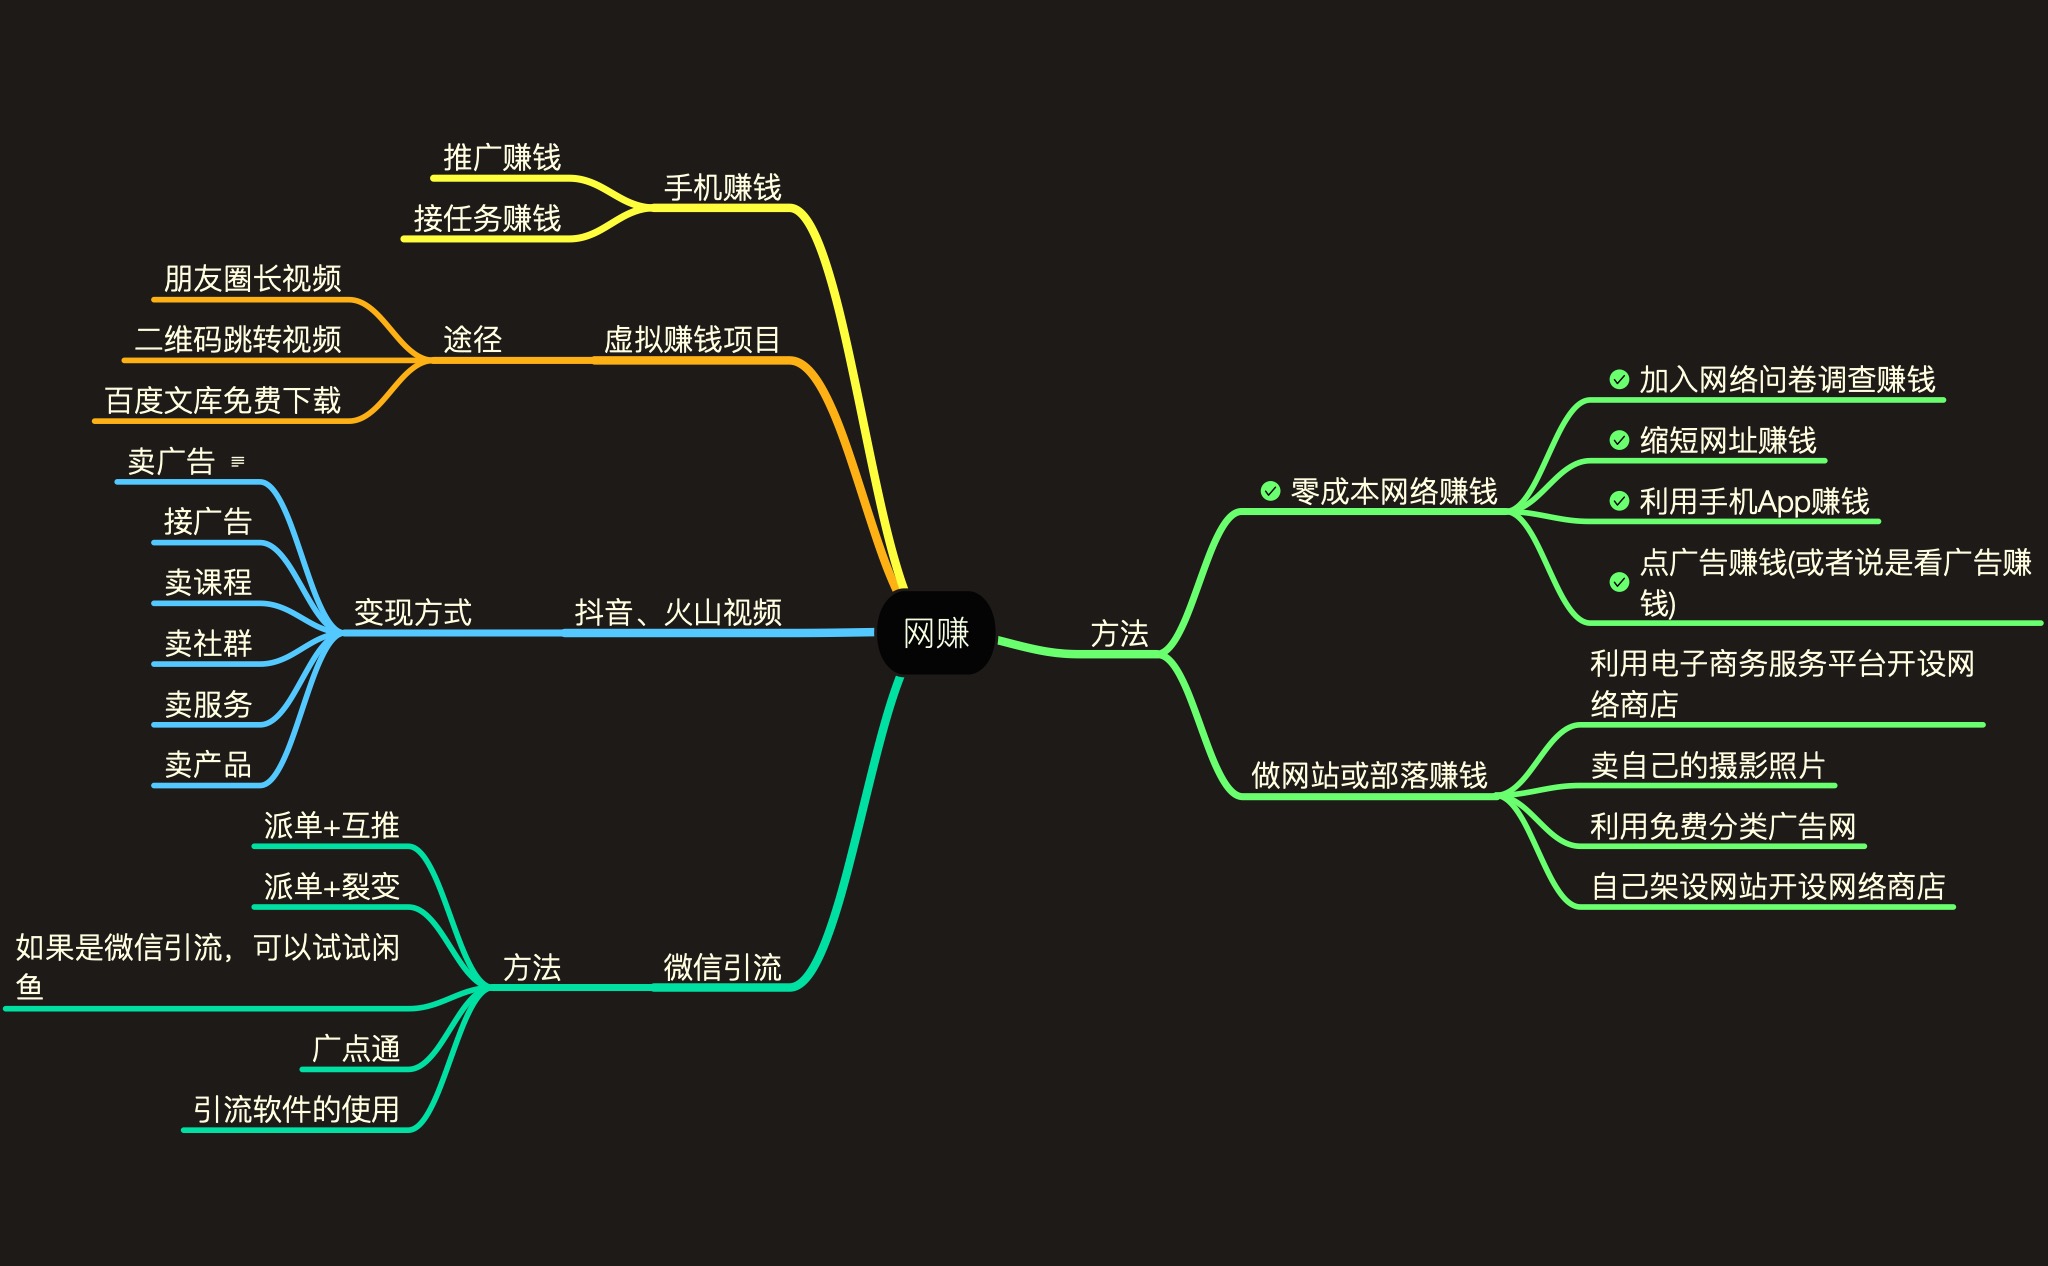 网赚
方法
零成本网络赚钱
加入网络问卷调查赚钱
缩短网址赚钱
利用手机App赚钱
点广告赚钱(或者说是看广告赚
钱)
做网站或部落赚钱
利用电子商务服务平台开设网
络商店
卖自己的摄影照片
利用免费分类广告网
自己架设网站开设网络商店
手机赚钱
推广赚钱
接任务赚钱
虚拟赚钱项目
途径
朋友圈长视频
二维码跳转视频
百度文库免费下载
抖音、火山视频
变现方式
卖广告
接广告
卖课程
卖社群
卖服务
卖产品
微信引流
方法
派单+互推
派单+裂变
如果是微信引流，可以试试闲
鱼
广点通
引流软件的使用